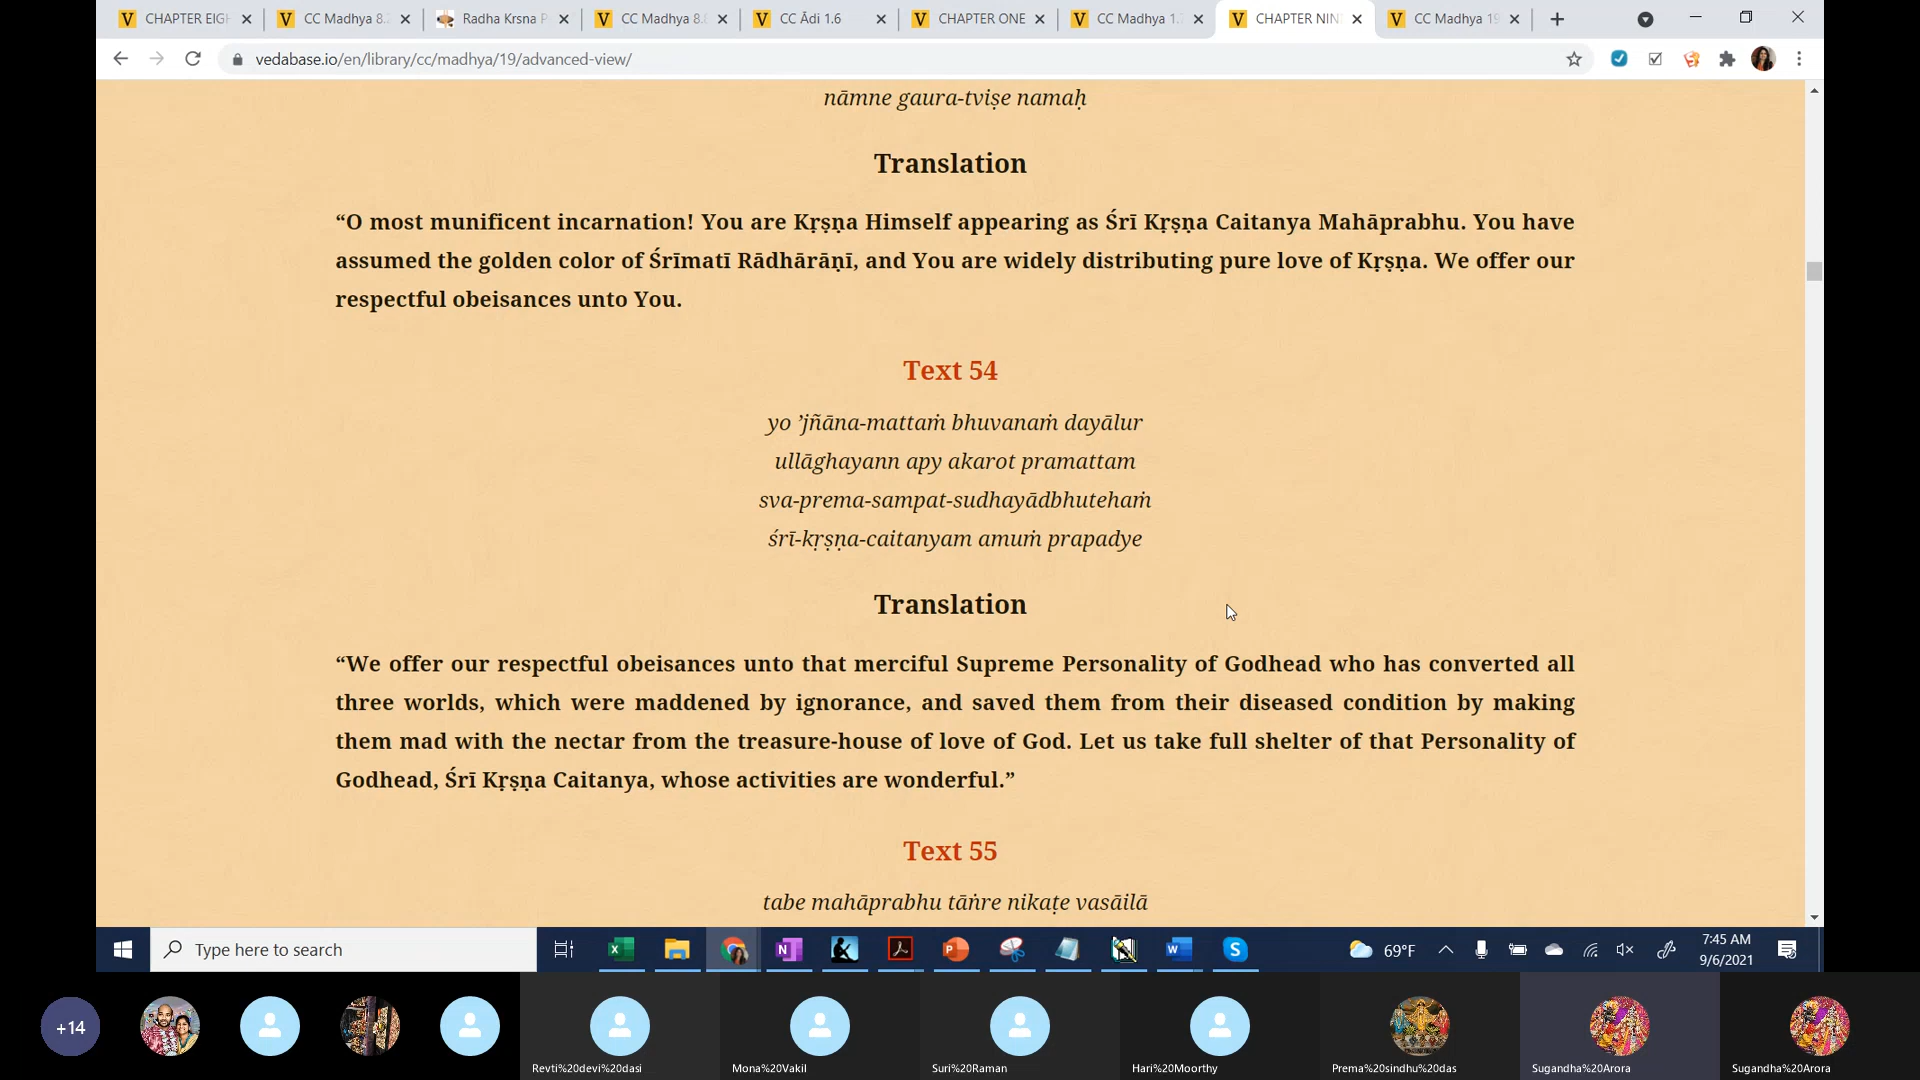 CHAPTER EIGH
CC Madhya 8.
Radha Krsna P
CC Madhya 8.
CC Ādi 1.6
CHAPTER ONE
CC Madhya 1.
CHAPTER NIN
CC Madhya 19
vedabase.io/en/library/cc/madhya/19/advanced-view/
nāmne gaura-tviṣe namaḥ
Translation
“O most munificent incarnation! You are Kṛṣṇa Himself appearing as Śrī Kṛṣṇa Caitanya Mahāprabhu. You have
assumed the golden color of Śrīmatī Rādhārāṇī, and You are widely distributing pure love of Kṛṣṇa. We offer our
respectful obeisances unto You.
Text 54
yo ’jñāna-mattaṁ bhuvanaṁ dayālur
ullāghayann apy akarot pramattam
sva-prema-sampat-sudhayādbhutehaṁ
śrī-kṛṣṇa-caitanyam amuṁ prapadye
Translation
“We offer our respectful obeisances unto that merciful Supreme Personality of Godhead who has converted all
three worlds, which were maddened by ignorance, and saved them from their diseased condition by making
them mad with the nectar from the treasure-house of love of God. Let us take full shelter of that Personality of
Godhead, Śrī Kṛṣṇa Caitanya, whose activities are wonderful.”
Text 55
tabe mahāprabhu tāṅre nikaṭe vasāilā
Type here to search
69°F
7:45 AM
9/6/2021
+14
Revti%20devi%20dasi
Mona%20Vakil
Suri%20Raman
Hari%20Moorthy
Prema%20sindhu%20das
Sugandha%20Arora
Sugandha%20Arora